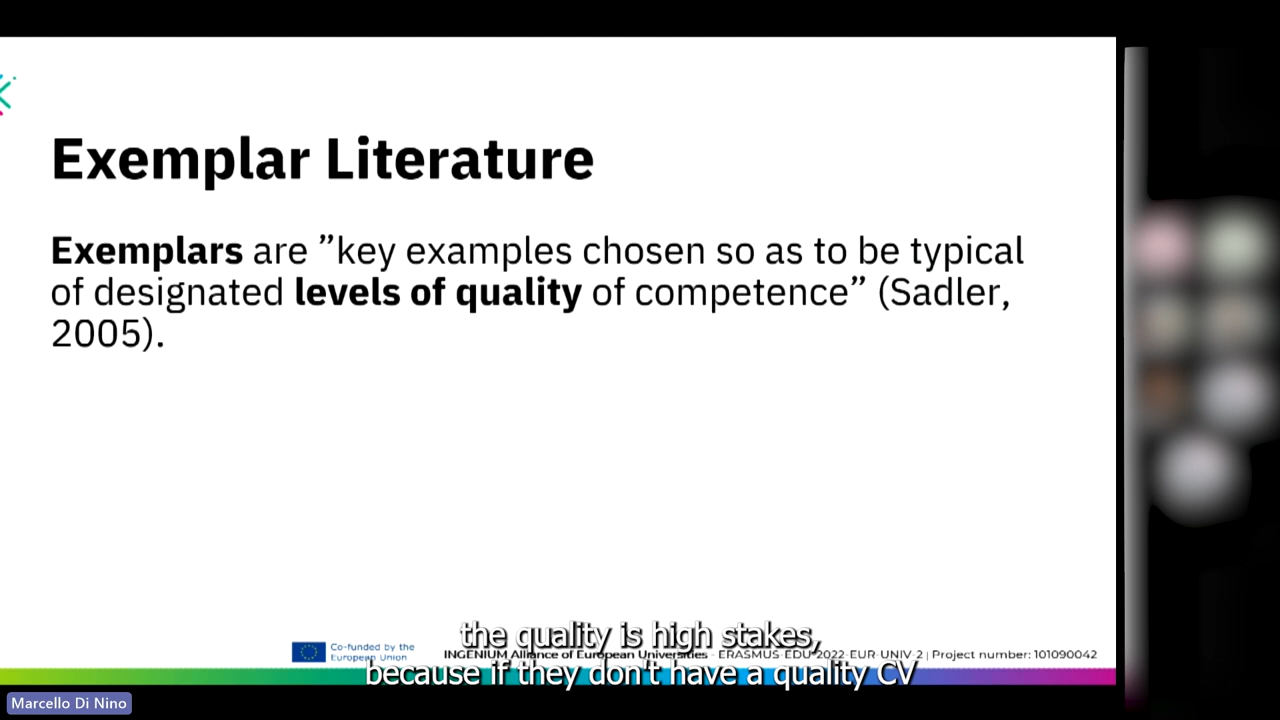 Exemplar Literature
Exemplars are ”key examples chosen so as to be typical
of designated levels of quality of competence” (Sadler,
2005).
the quality is high stakes,
because if they don't have a quality CV
Co-funded by the
European Union
INGENIUM Alliance of European Universities - ERASMUS-EDU-2022-EUR-UNIV-2 | Project number: 101090042
Marcello Di Nino